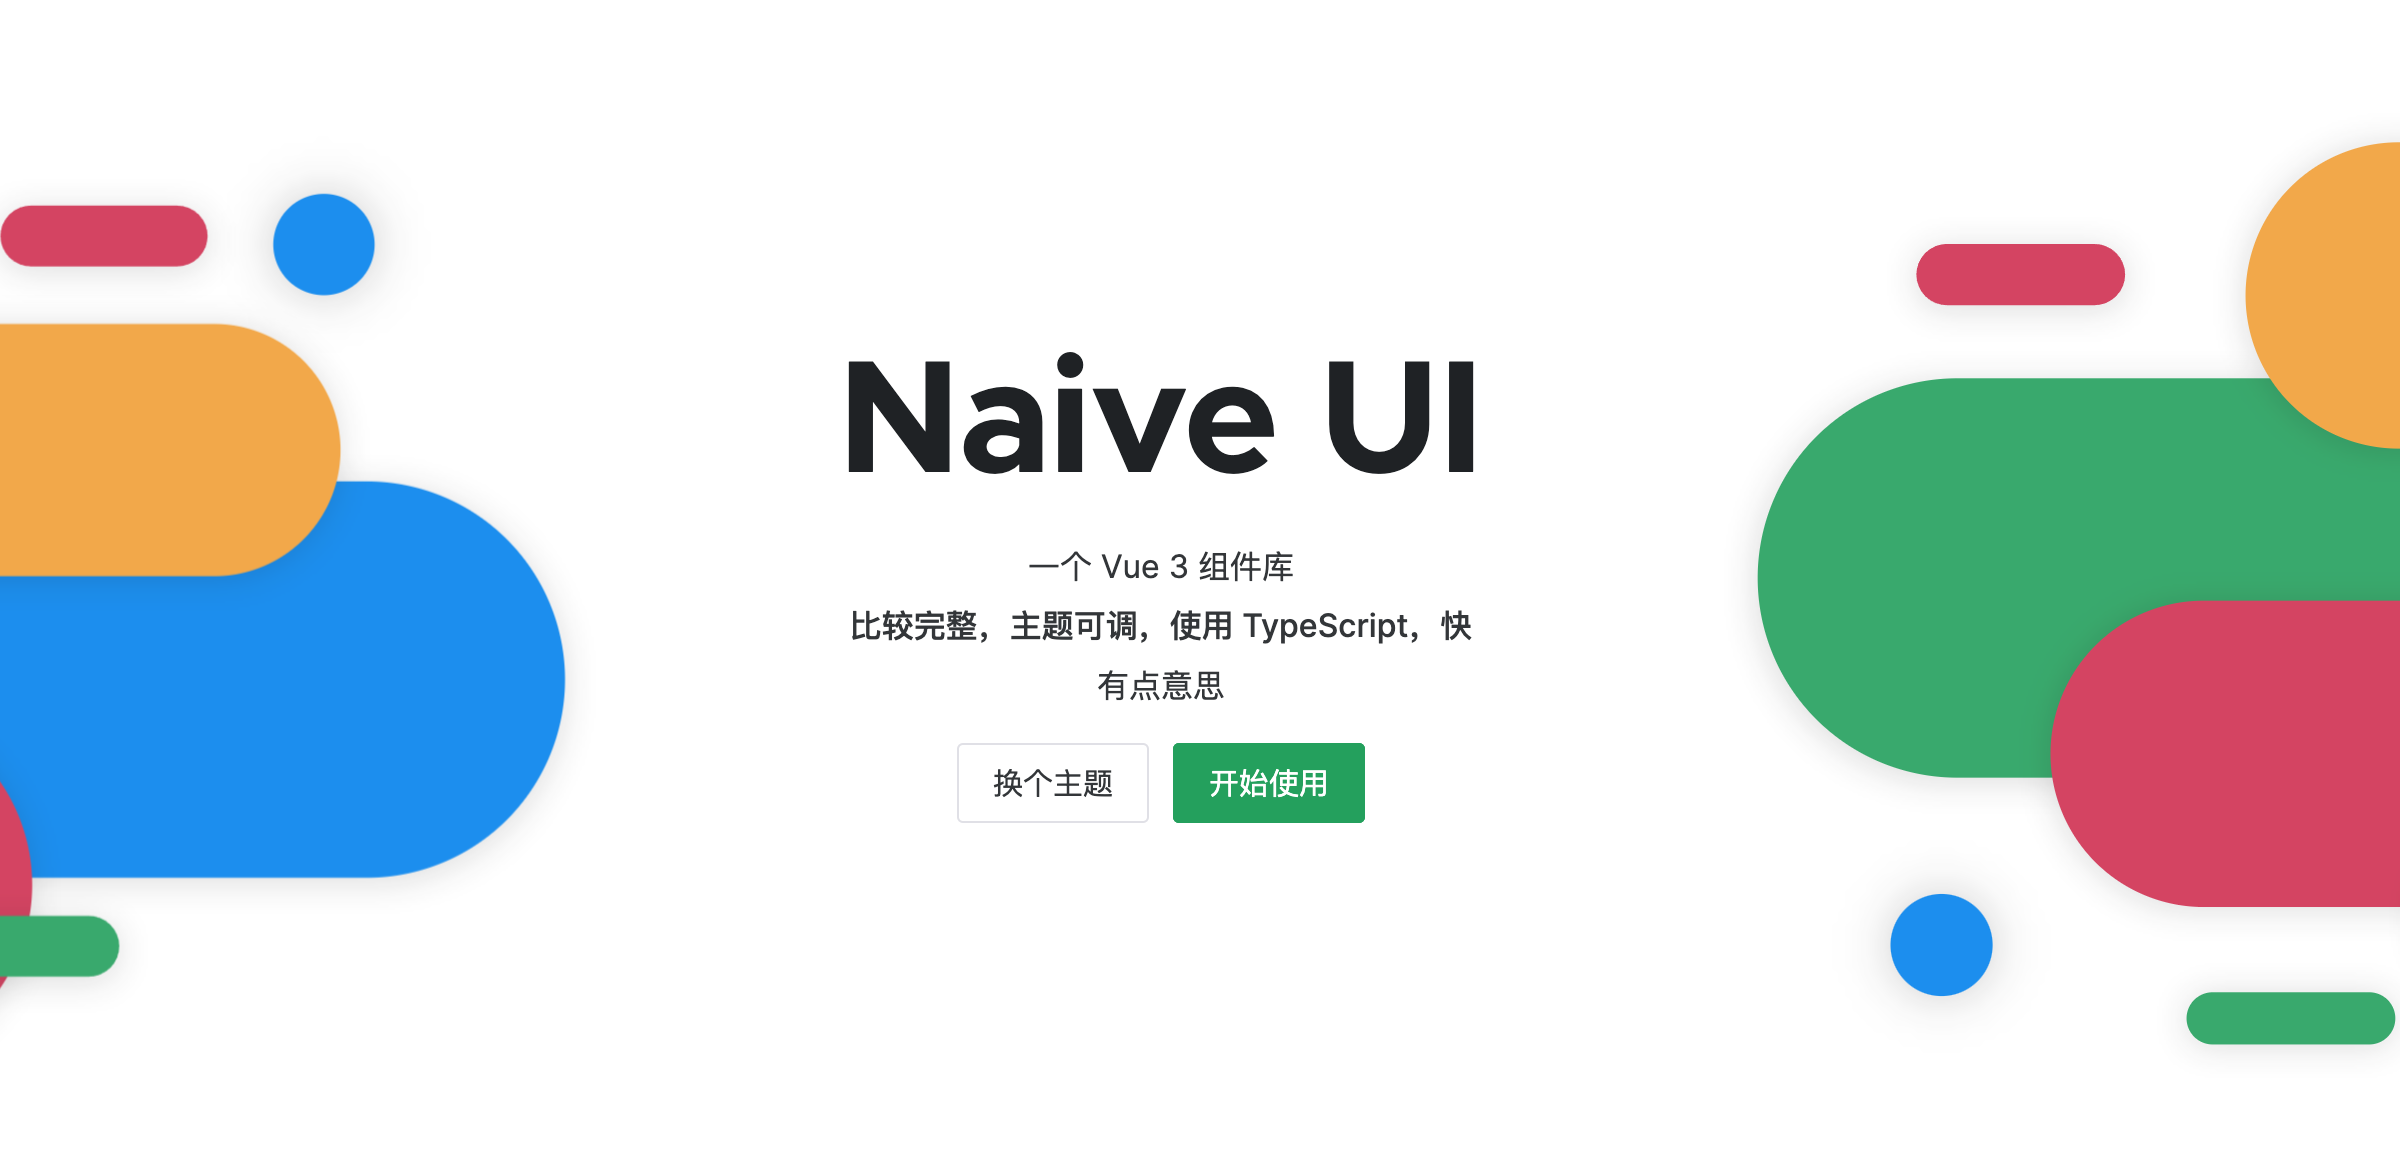 Naive UI
一个 Vue 3 组件库
比较完整，主题可调，使用 TypeScript，快
有点意思
换个主题
开始使用